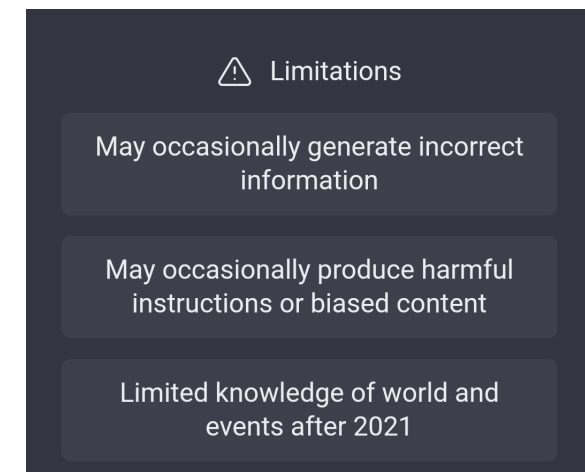 Limitations
May occasionally generate incorrect
information
May occasionally produce harmful
instructions or biased content
Limited knowledge of world and
events after 2021